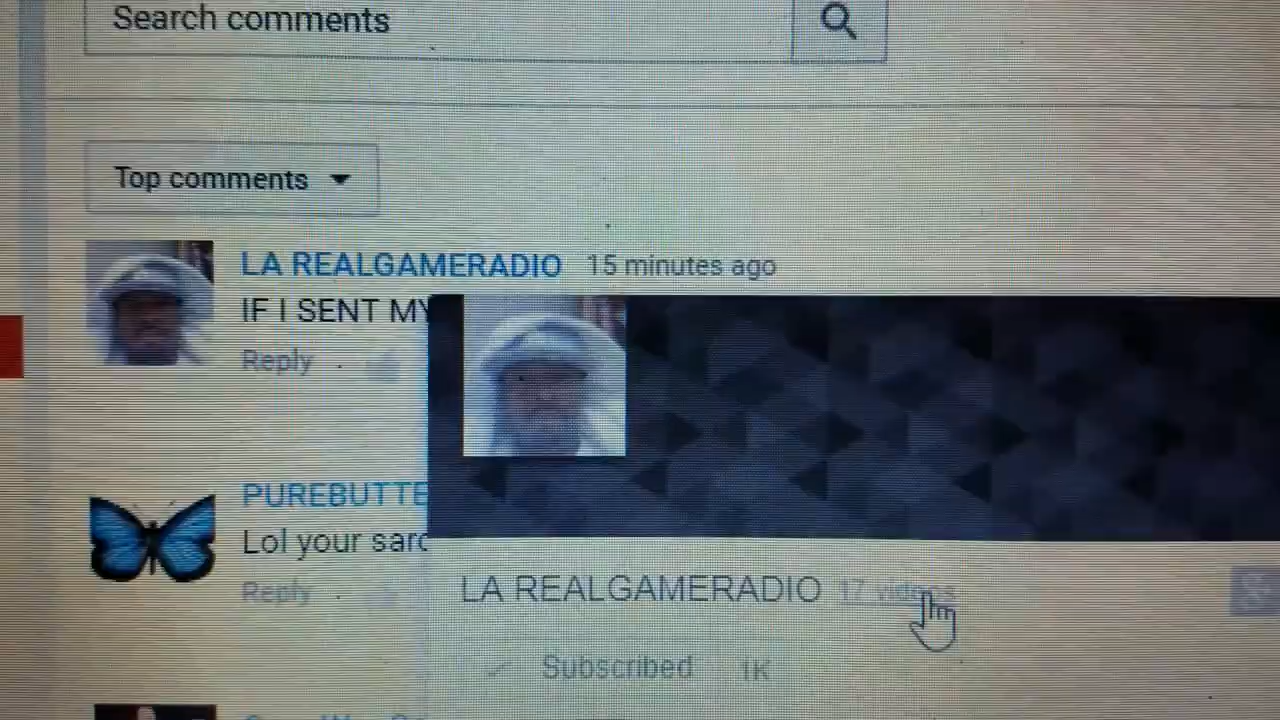 Search comments
Top comments
LA REALGAMERADIO 15 minutes ago
IF I SENT MY
Reply
PUREBUTTE
Lol your sarc
Reply
LA REALGAMERADIO 17 videos
Subscribed 1K